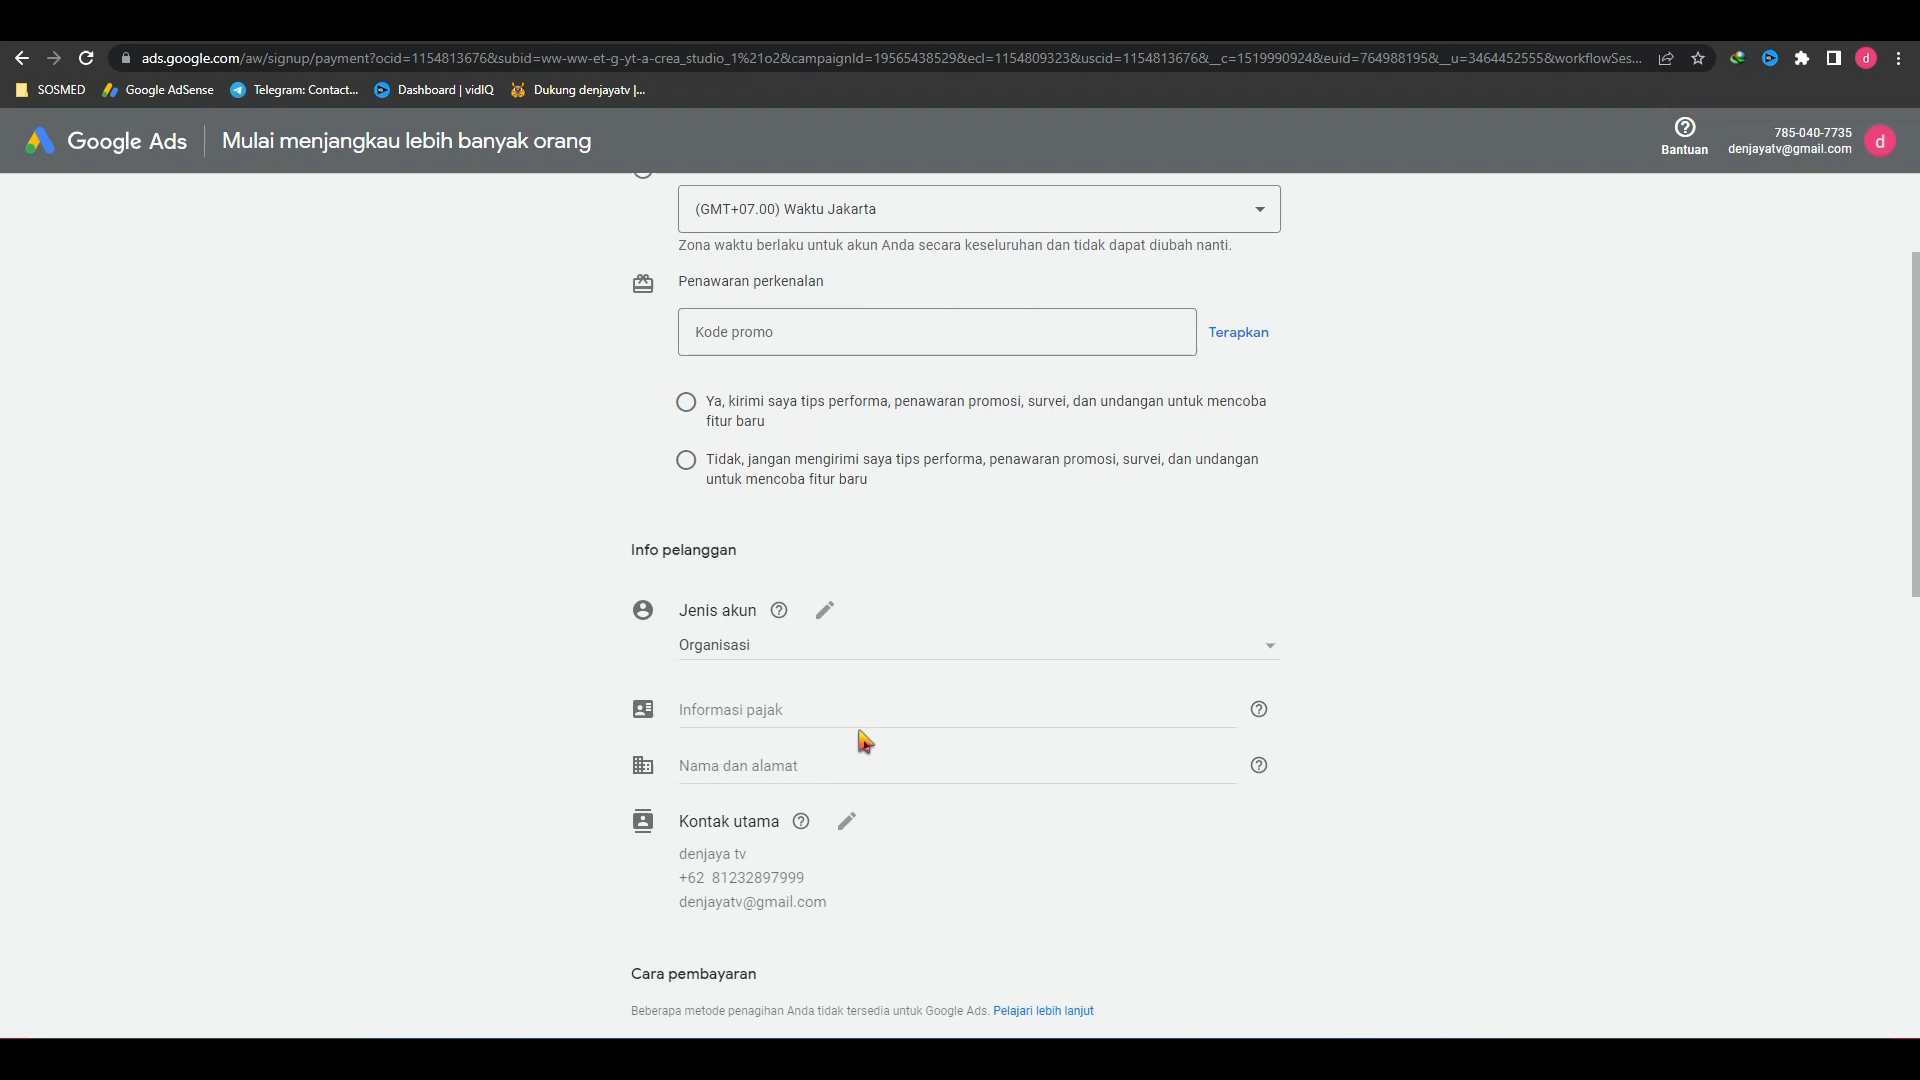 ads.google.com/aw/signup/payment?ocid=1154813676&subid=ww-ww-et-g-yt-a-crea_studio_1%21o2&campaignId=19565438529&ecl=1154809323&uscid=1154813676&__c=1519990924&euid=764988195&__u=3464452555&workflowSes...
d
SOSMED
Google AdSense
Telegram: Contact...
Dashboard | vidIQ
Dukung denjayatv |...
Google Ads
Mulai menjangkau lebih banyak orang
Bantuan
785-040-7735
denjayatv@gmail.com
d
(GMT+07.00) Waktu Jakarta
Zona waktu berlaku untuk akun Anda secara keseluruhan dan tidak dapat diubah nanti.
Penawaran perkenalan
Kode promo
Terapkan
Ya, kirimi saya tips performa, penawaran promosi, survei, dan undangan untuk mencoba
fitur baru
Tidak, jangan mengirimi saya tips performa, penawaran promosi, survei, dan undangan
untuk mencoba fitur baru
Info pelanggan
Jenis akun
Organisasi
Informasi pajak
Nama dan alamat
Kontak utama
denjaya tv
+62 81232897999
denjayatv@gmail.com
Cara pembayaran
Beberapa metode penagihan Anda tidak tersedia untuk Google Ads. Pelajari lebih lanjut